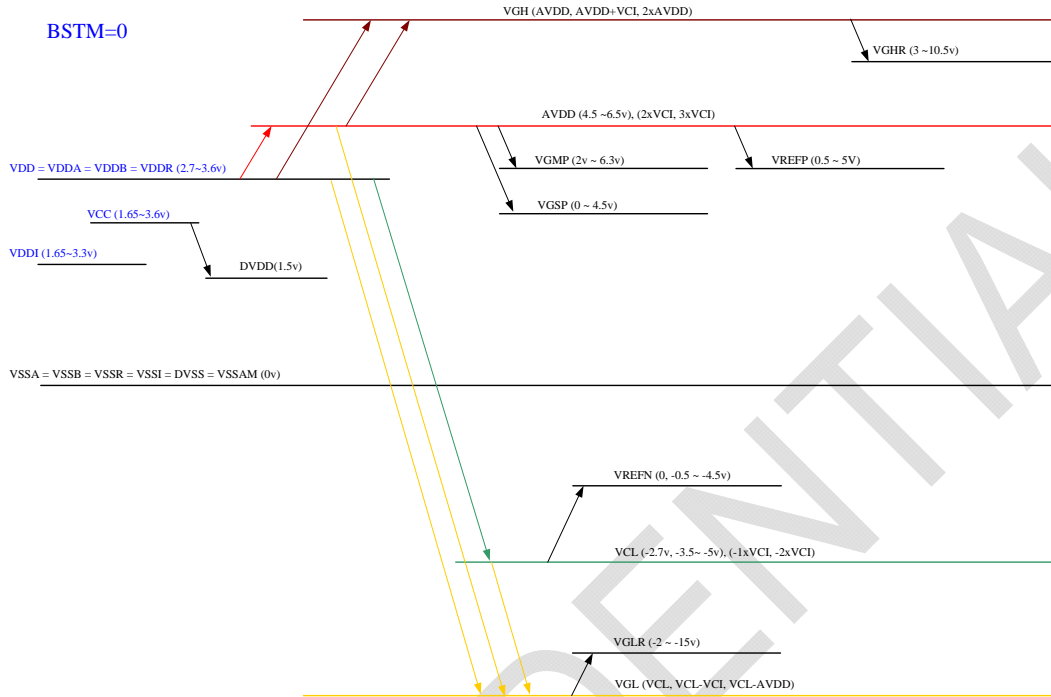 VGH (AVDD, AVDD+VCI, 2xAVDD)
BSTM=0
VGHR (3 ~10.5v)
AVDD (4.5 ~6.5v), (2xVCI, 3xVCI)
VDD = VDDA = VDDB = VDDR (2.7~3.6v)
VGMP (2v ~ 6.3v)
VREFP (0.5 ~ 5V)
VGSP (0 ~ 4.5v)
VCC (1.65~3.6v)
VDDI (1.65~3.3v)
DVDD(1.5v)
VSSA = VSSB = VSSR = VSSI = DVSS = VSSAM (0v)
VREFN (0, -0.5 ~ -4.5v)
VCL (-2.7v, -3.5~ -5v), (-1xVCI, -2xVCI)
VGLR (-2 ~ -15v)
VGL (VCL, VCL-VCI, VCL-AVDD)
DENTIA